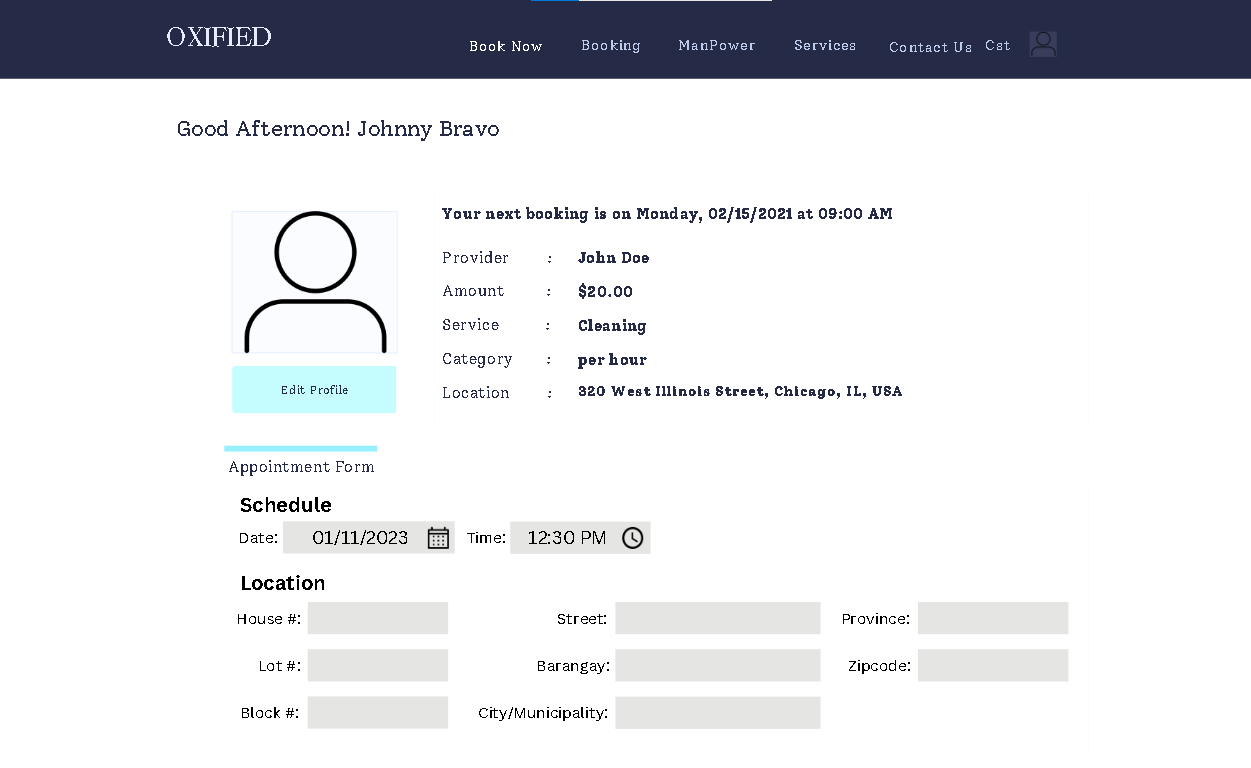 OXIFIED
Book Now Booking ManPower Services Contact Us Cst
Good Afternoon! Johnny Bravo
Your next booking is on Monday, 02/15/2021 at 09:00 AM
Provider : John Doe
Amount : $20.00
Service : Cleaning
Category : per hour
Location : 320 West Illinois Street, Chicago, IL, USA
Edit Profile
Appointment Form
Schedule
Date: 01/11/2023 Time: 12:30 PM
Location
House #: Street: Province:
Lot #: Barangay: Zipcode:
Block #: City/Municipality: